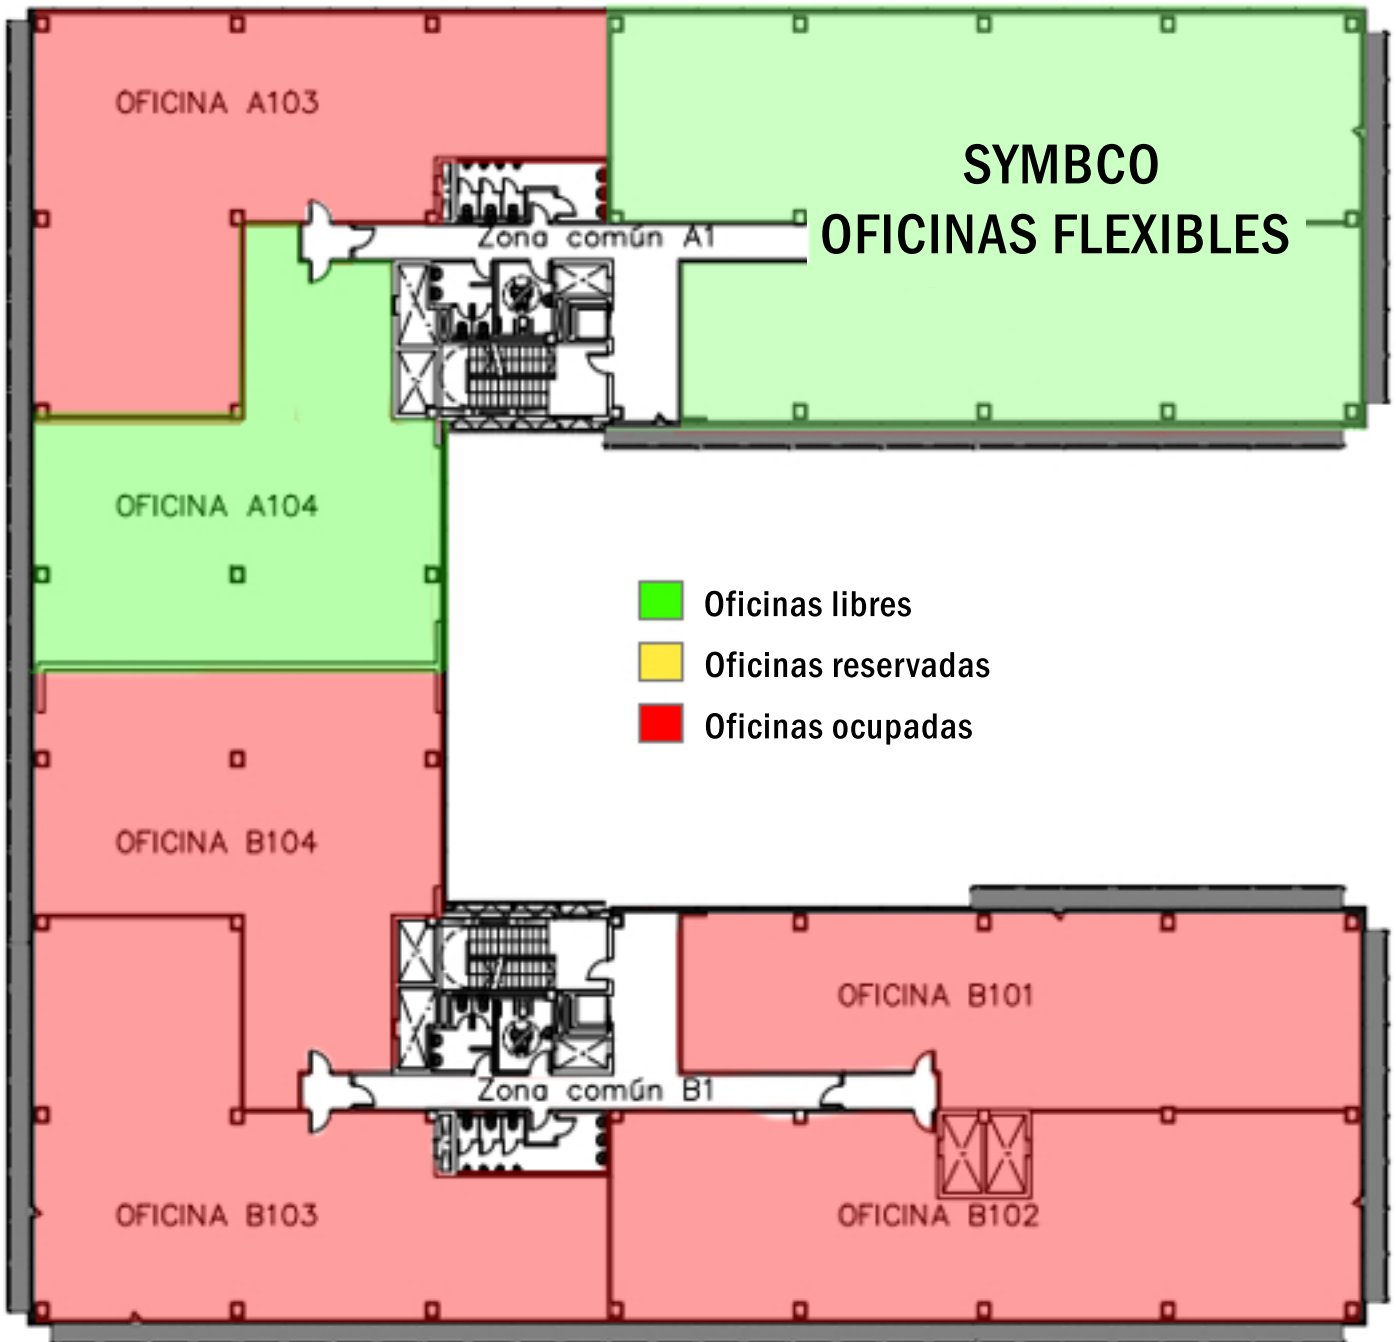 OFICINA A103
SYMBCO
OFICINAS FLEXIBLES
Zona común A1
OFICINA A104
Oficinas libres
Oficinas reservadas
Oficinas ocupadas
OFICINA B104
OFICINA B101
Zona común B1
OFICINA B103
OFICINA B102